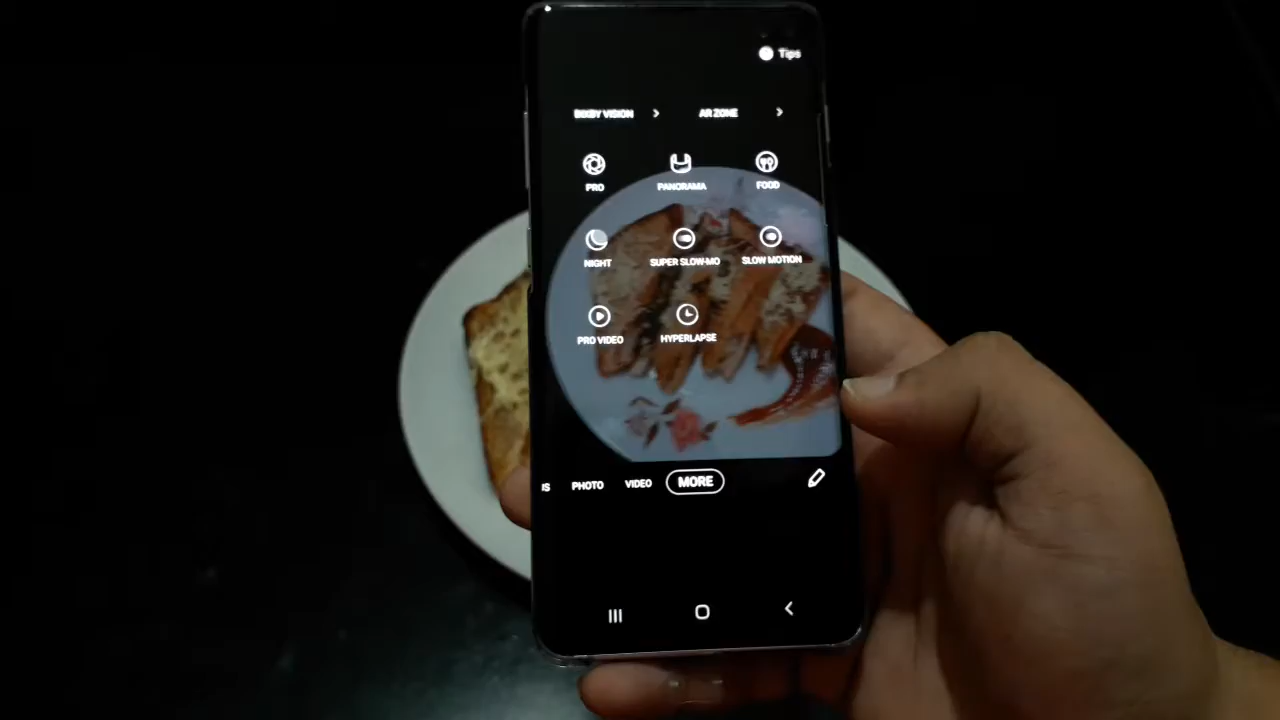 Tips
BIXBY VISION > AR ZONE >
PRO PANORAMA FOOD
NIGHT SUPER SLOW-MO SLOW MOTION
PRO VIDEO HYPERLAPSE
PHOTO VIDEO MORE